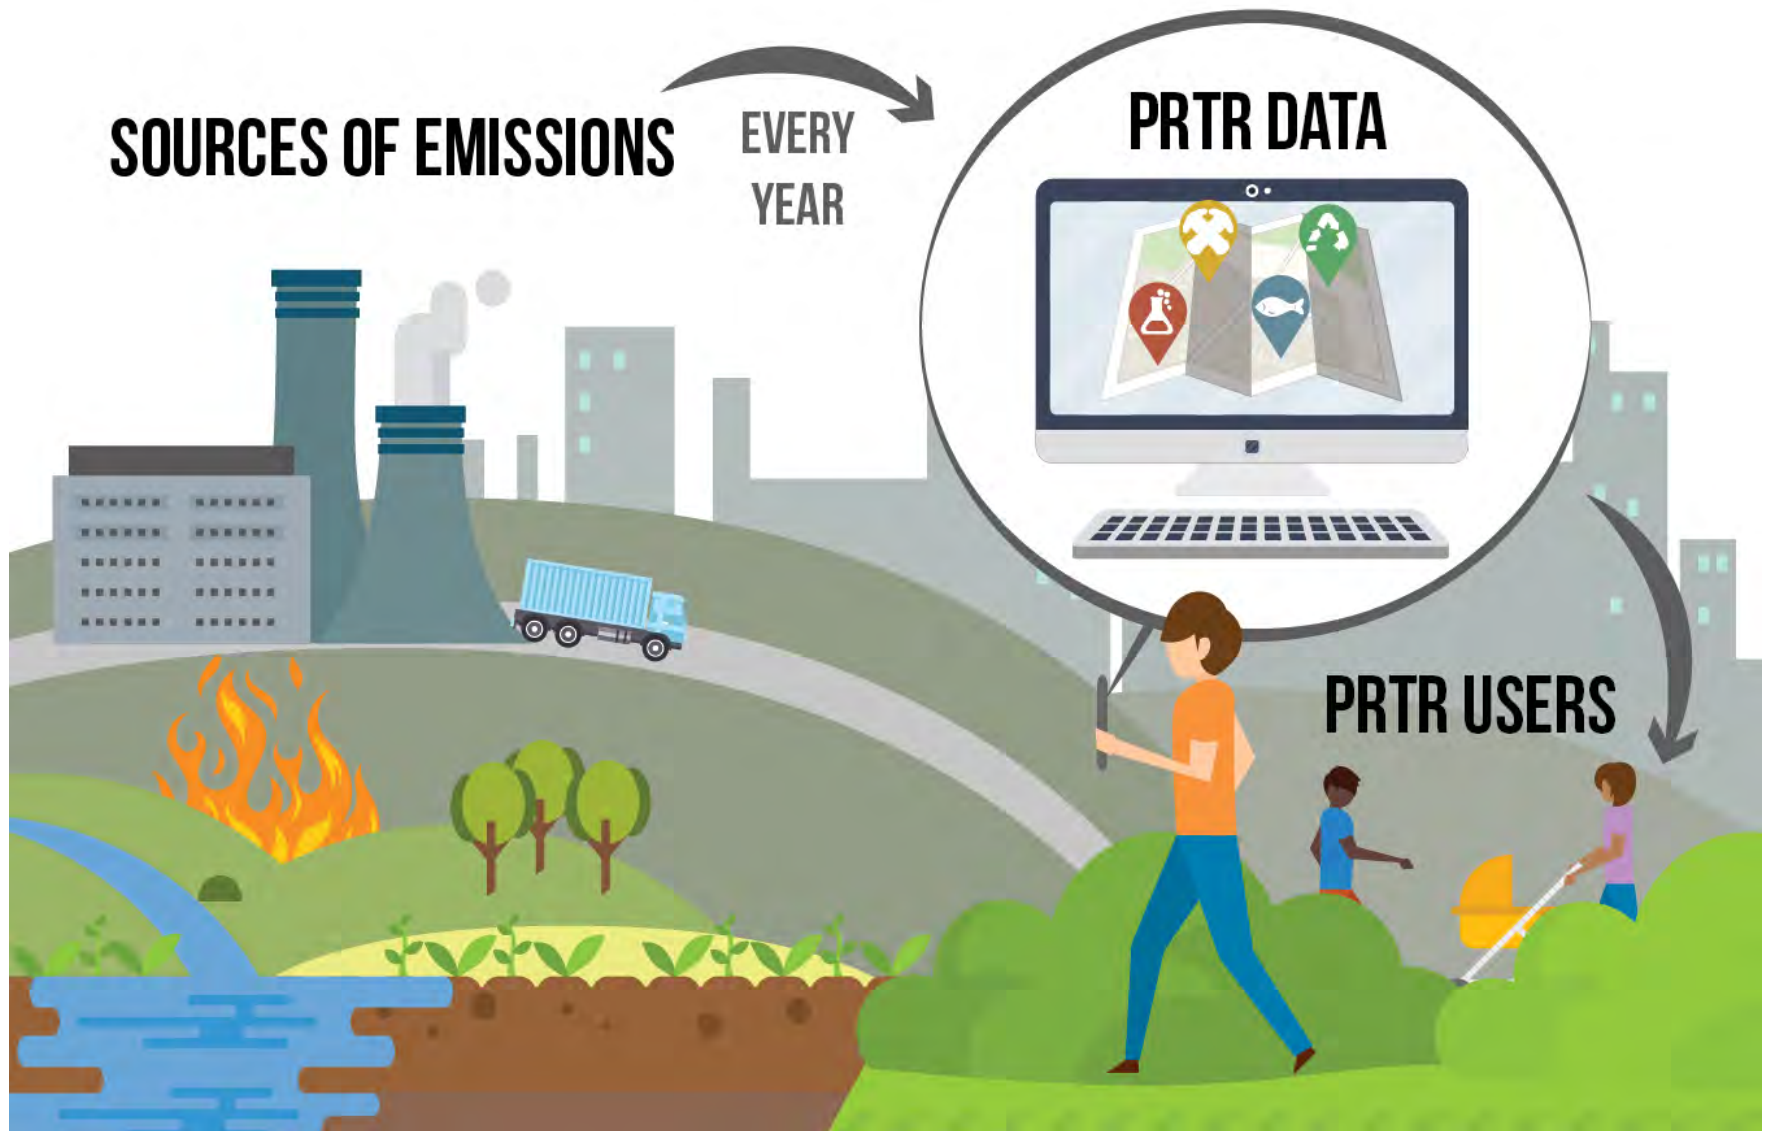 SOURCES OF EMISSIONS
EVERY
YEAR
PRTR DATA
PRTR USERS